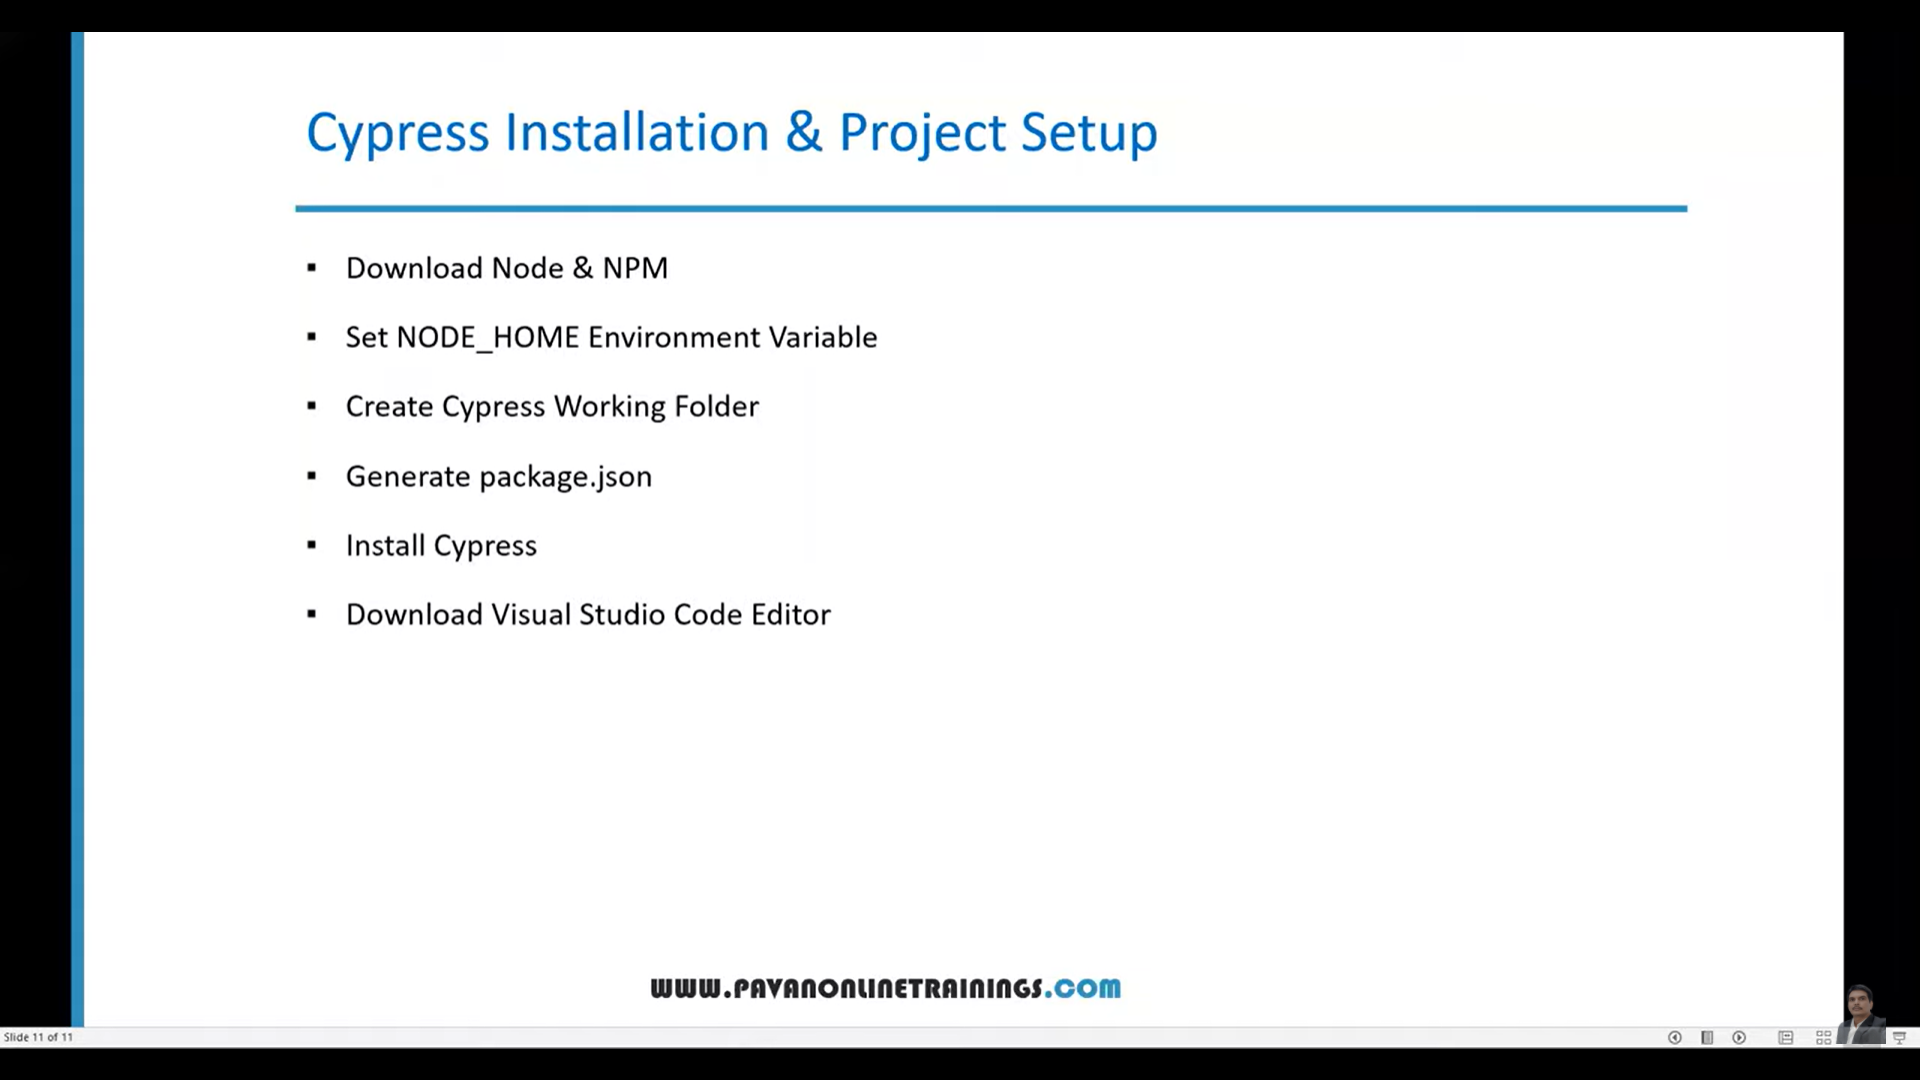 Cypress Installation & Project Setup
▪ Download Node & NPM
▪ Set NODE_HOME Environment Variable
▪ Create Cypress Working Folder
▪ Generate package.json
▪ Install Cypress
▪ Download Visual Studio Code Editor
WWW.PAVANONLINETRAININGS.COM
Slide 11 of 11